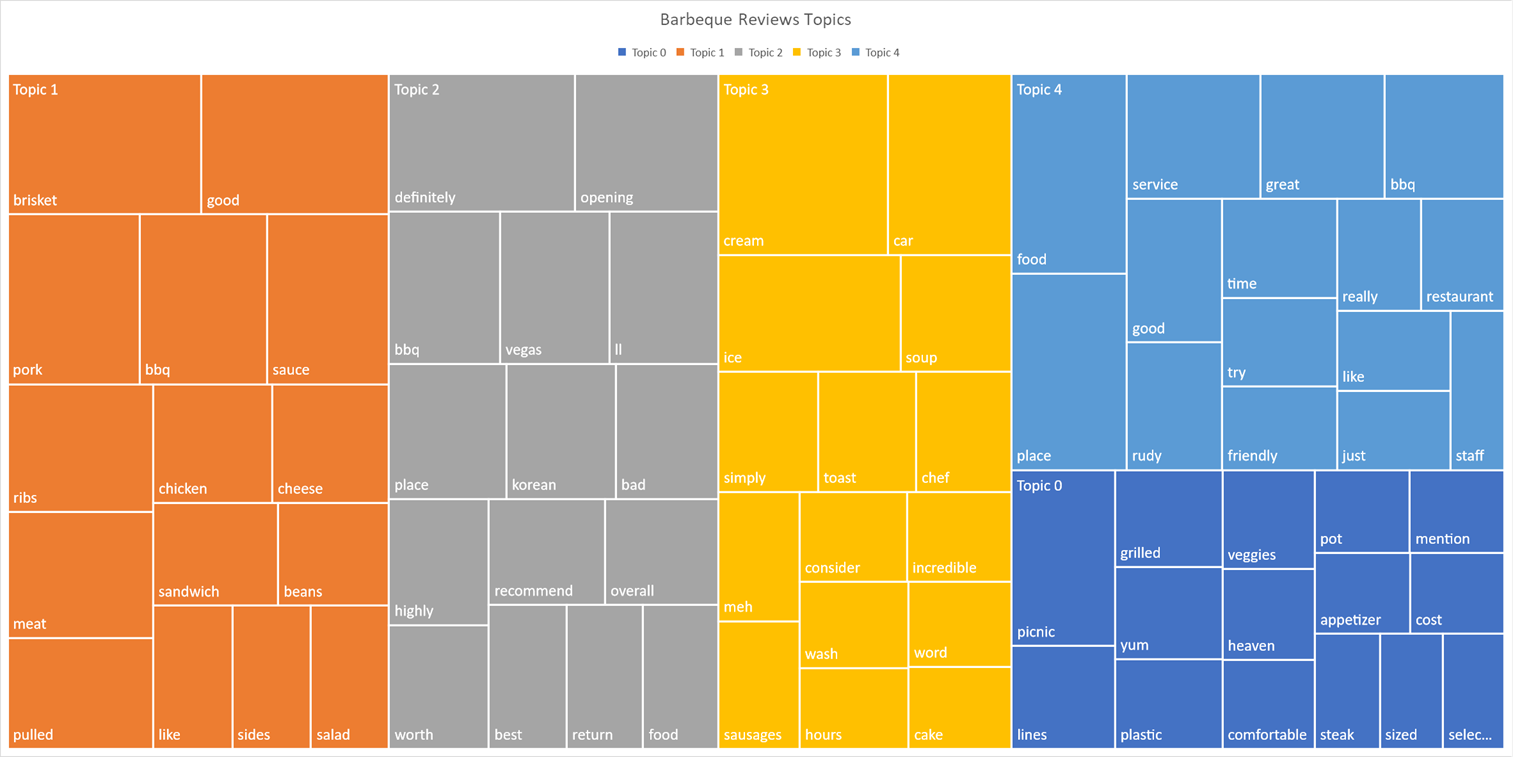 Barbeque Reviews Topics
Topic 0 Topic 1 Topic 2 Topic 3 Topic 4
Topic 1
brisket
good
pork
bbq
sauce
ribs
chicken
cheese
meat
sandwich
beans
pulled
like
sides
salad
Topic 2
definitely
opening
bbq
vegas
ll
place
korean
bad
highly
recommend
overall
worth
best
return
food
Topic 3
cream
car
ice
soup
simply
toast
chef
meh
consider
incredible
wash
word
sausages
hours
cake
Topic 4
food
service
great
bbq
place
good
time
really
restaurant
rudy
try
like
friendly
just
staff
Topic 0
picnic
grilled
veggies
pot
mention
lines
yum
heaven
appetizer
cost
plastic
comfortable
steak
sized
selec...